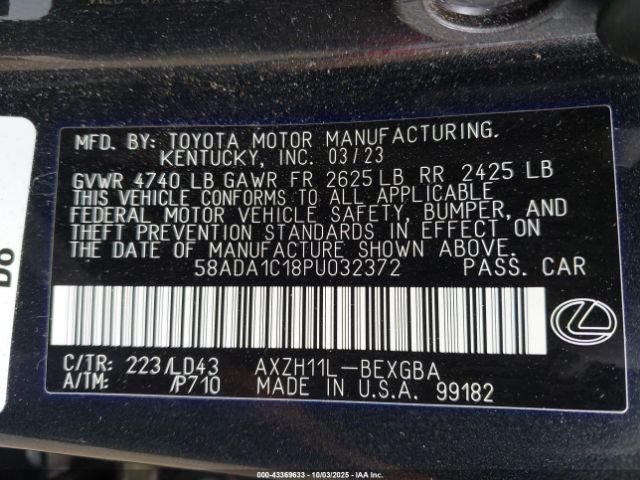 MFD. BY: TOYOTA MOTOR MANUFACTURING.
KENTUCKY, INC. 03/23
GVWR 4740 LB GAWR FR 2625 LB RR 2425 LB
THIS VEHICLE CONFORMS TO ALL APPLICABLE
FEDERAL MOTOR VEHICLE SAFETY, BUMPER, AND
THEFT PREVENTION STANDARDS IN EFFECT ON
THE DATE OF MANUFACTURE SHOWN ABOVE.
58ADA1C18PU032372 PASS. CAR
C/TR: 223/LD43 AXZH11L-BEXGBA
A/TM: /P710 MADE IN U.S.A. 99182
000-43369633 - 10/03/2025 - IAA, Inc.